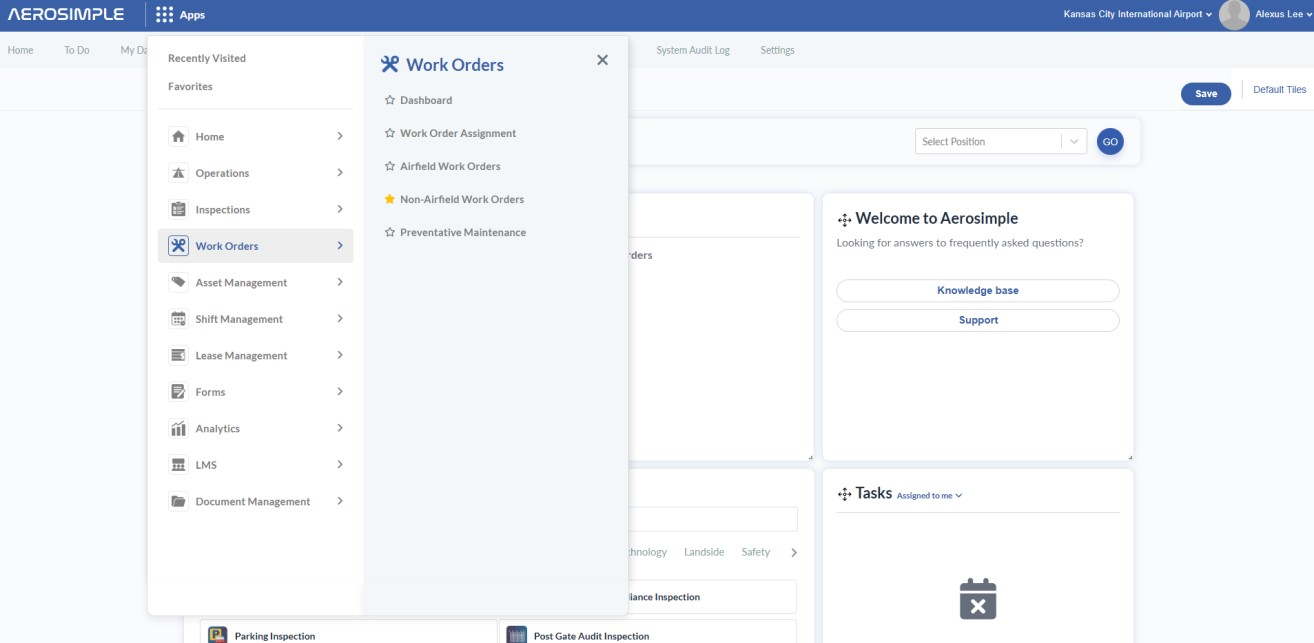 AEROSIMPLE
Apps
Kansas City International Airport
Alexus Lee
Home
To Do
My Da
System Audit Log
Settings
Save
Default Tiles
Recently Visited
Favorites
Home
Operations
Inspections
Work Orders
Asset Management
Shift Management
Lease Management
Forms
Analytics
LMS
Document Management
Work Orders
Dashboard
Work Order Assignment
Airfield Work Orders
Non-Airfield Work Orders
Preventative Maintenance
Select Position
GO
rders
Welcome to Aerosimple
Looking for answers to frequently asked questions?
Knowledge base
Support
Tasks Assigned to me
chnology
Landside
Safety
liance Inspection
Parking Inspection
Post Gate Audit Inspection